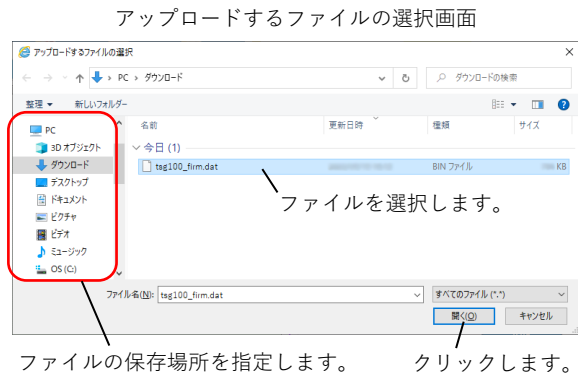 アップロードするファイルの選択画面
アップロードするファイルの選択
PC › ダウンロード
ダウンロードの検索
整理 新しいフォルダー
名前 更新日時 種類 サイズ
PC
3D オブジェクト
ダウンロード
デスクトップ
ドキュメント
ピクチャ
ビデオ
ミュージック
OS (C:)
今日 (1)
tsg100_firm.dat BIN ファイル KB
ファイルを選択します。
ファイル名(N): tsg100_firm.dat すべてのファイル (*.*)
開く(O) キャンセル
ファイルの保存場所を指定します。 クリックします。